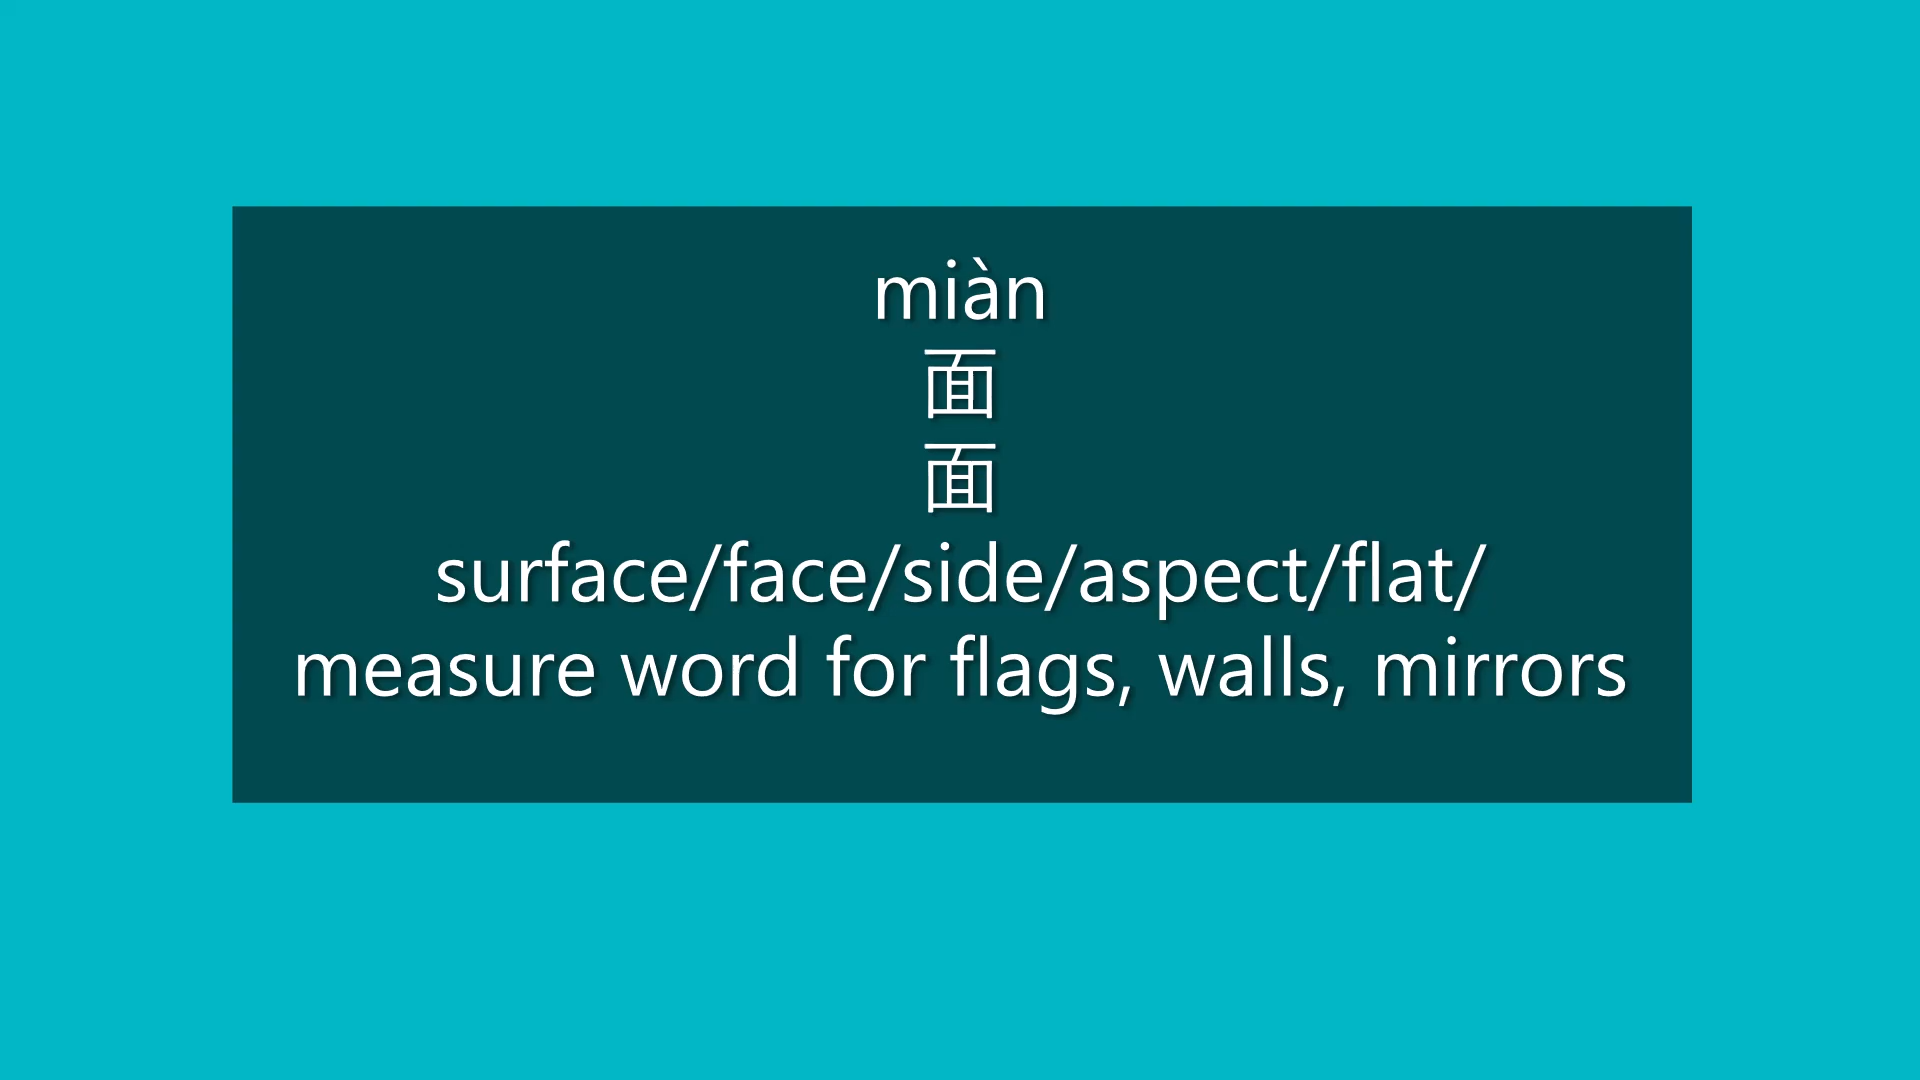 miàn
面
面
surface/face/side/aspect/flat/
measure word for flags, walls, mirrors